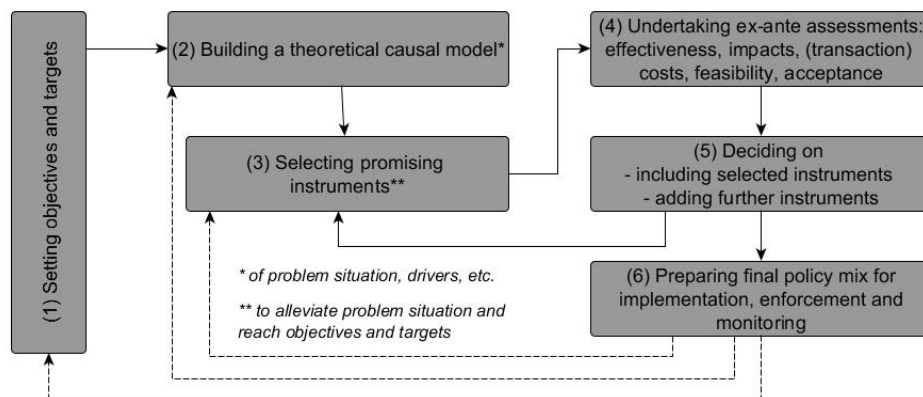 (1) Setting objectives and targets
(2) Building a theoretical causal model*
(3) Selecting promising
instruments**
(4) Undertaking ex-ante assessments:
effectiveness, impacts, (transaction)
costs, feasibility, acceptance
(5) Deciding on
- including selected instruments
- adding further instruments
(6) Preparing final policy mix for
implementation, enforcement and
monitoring
* of problem situation, drivers, etc.
** to alleviate problem situation and
reach objectives and targets